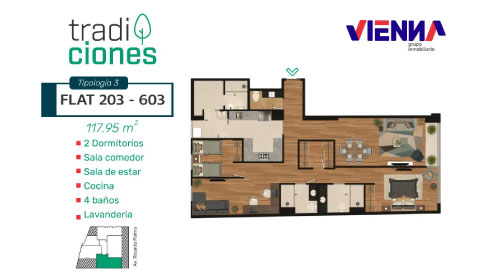 tradi
ciones
VIENNA
grupo
inmobiliario
Tipología 3
FLAT 203 - 603
117.95 m²
2 Dormitorios
Sala comedor
Sala de estar
Cocina
4 baños
Lavandería
Av. Ricardo Palma